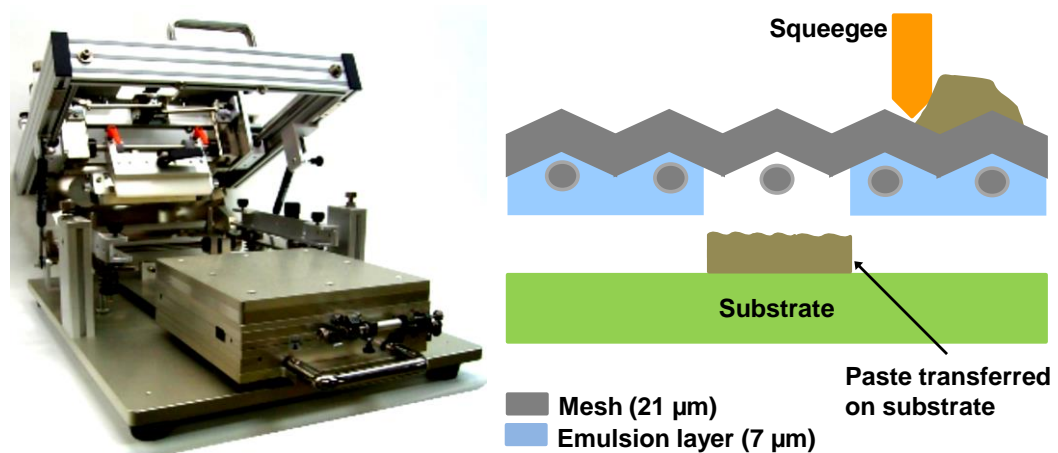 Squeegee
Substrate
Paste transferred
on substrate
Mesh (21 µm)
Emulsion layer (7 µm)